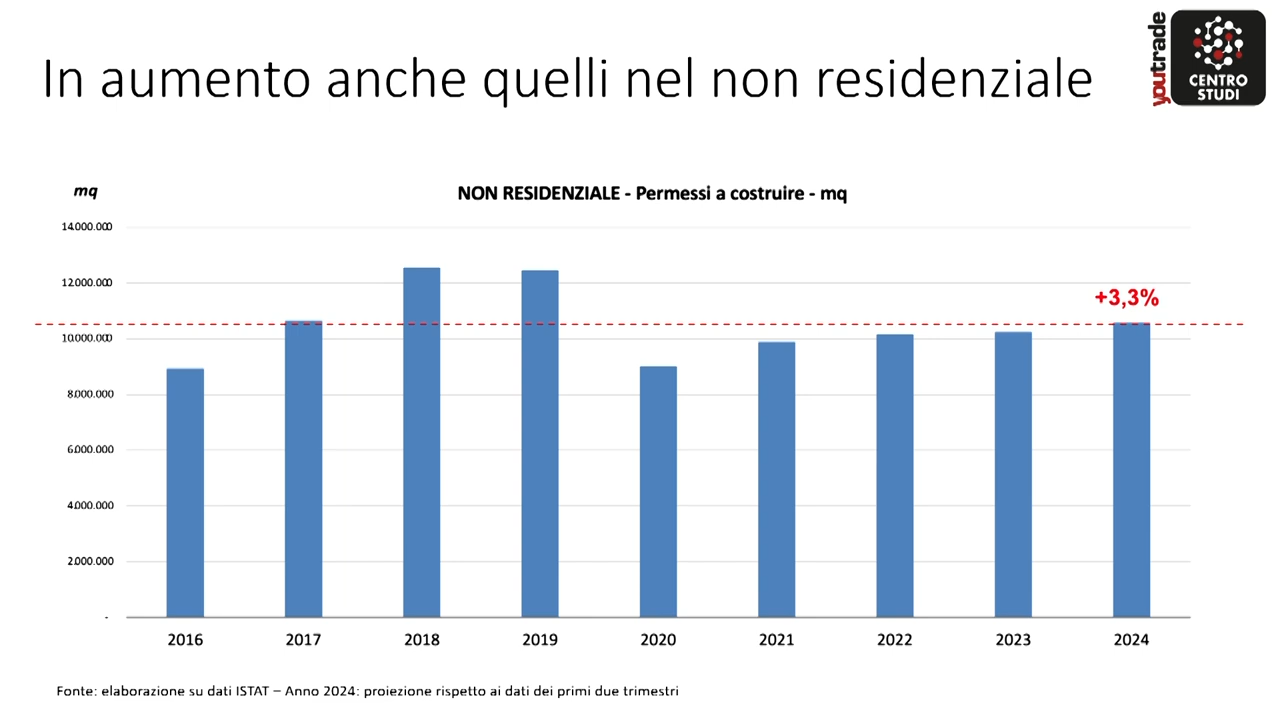 In aumento anche quelli nel non residenziale
youtrade
CENTRO
STUDI
mq
NON RESIDENZIALE - Permessi a costruire - mq
14.000.000
12.000.000
+3,3%
10.000.000
8.000.000
6.000.000
4.000.000
2.000.000
-
2016 2017 2018 2019 2020 2021 2022 2023 2024
Fonte: elaborazione su dati ISTAT – Anno 2024: proiezione rispetto ai dati dei primi due trimestri